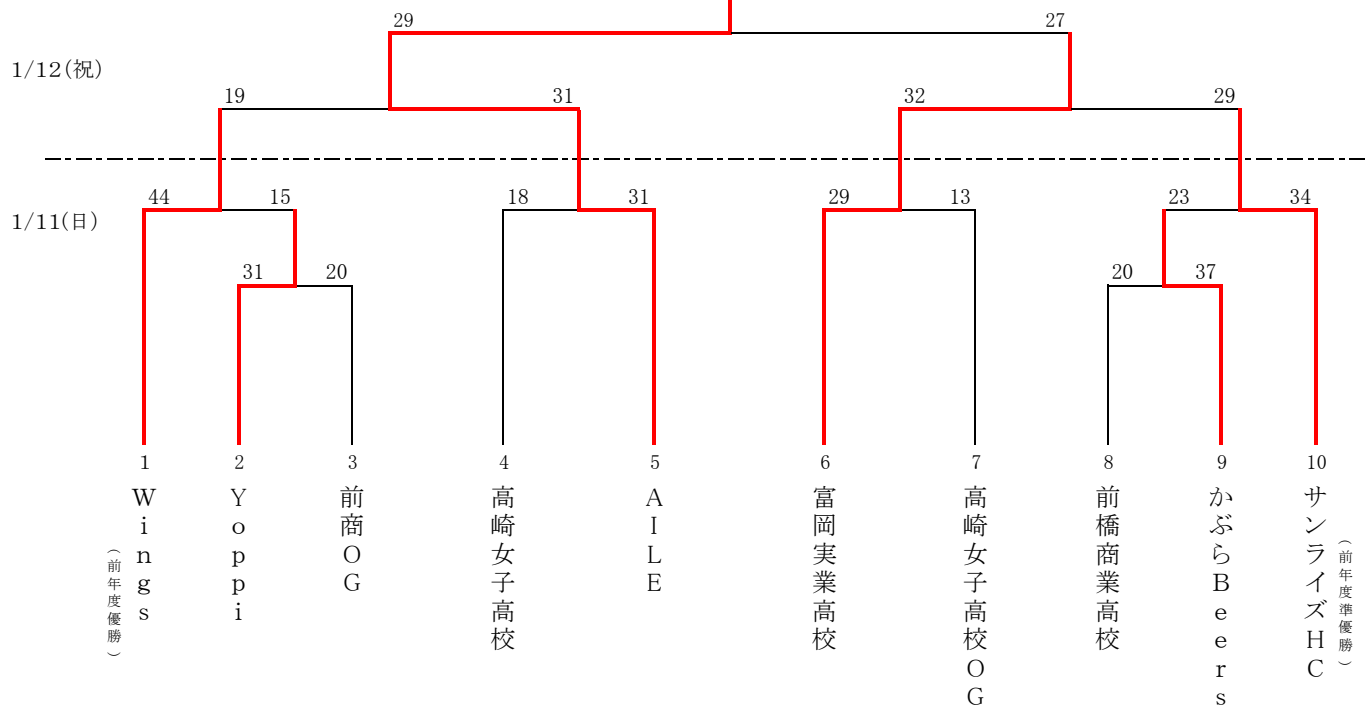 29 27
1/12(祝)
19 31 32 29
44 15 18 31 29 13 23 34
1/11(日)
31 20 20 37
1 2 3 4 5 6 7 8 9 10
Wings
(前年度優勝)
Yoppi
前商OG
高崎女子高校
AILE
富岡実業高校
高崎女子高校OG
前橋商業高校
かぶらBeers
サンライズHC
(前年度準優勝)